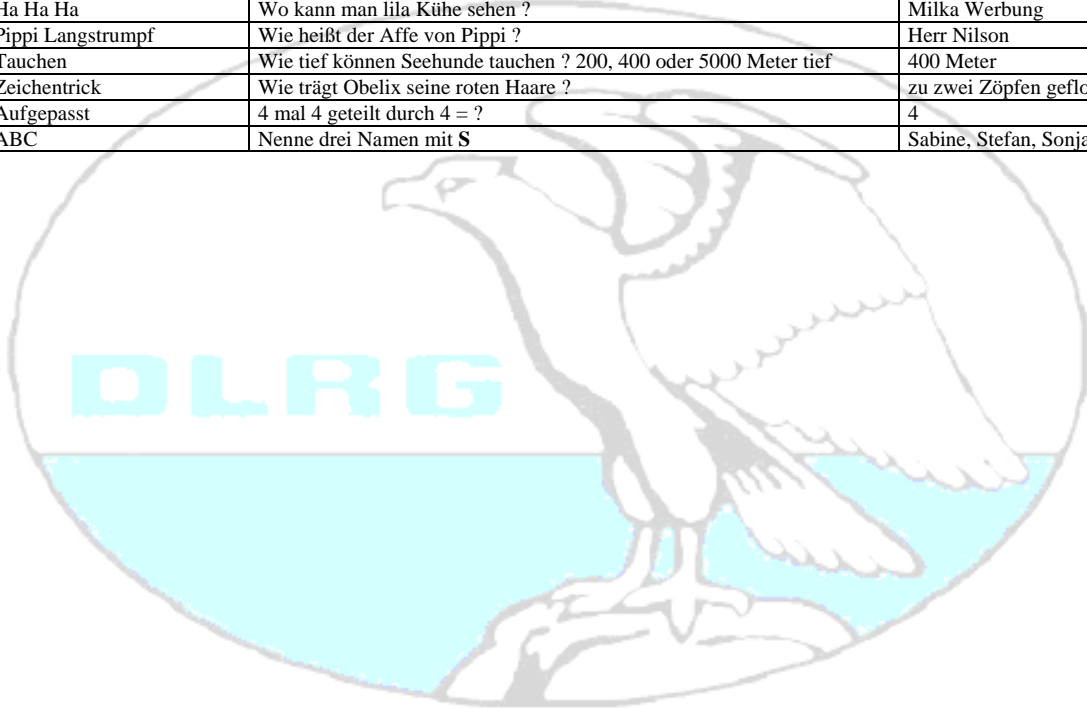 Ha Ha Ha Wo kann man lila Kühe sehen ? Milka Werbung
Pippi Langstrumpf Wie heißt der Affe von Pippi ? Herr Nilson
Tauchen Wie tief können Seehunde tauchen ? 200, 400 oder 5000 Meter tief 400 Meter
Zeichentrick Wie trägt Obelix seine roten Haare ? zu zwei Zöpfen
Aufgepasst 4 mal 4 geteilt durch 4 = ? 4
ABC Nenne drei Namen mit S Sabine, Stefan, Sonja
DLRG